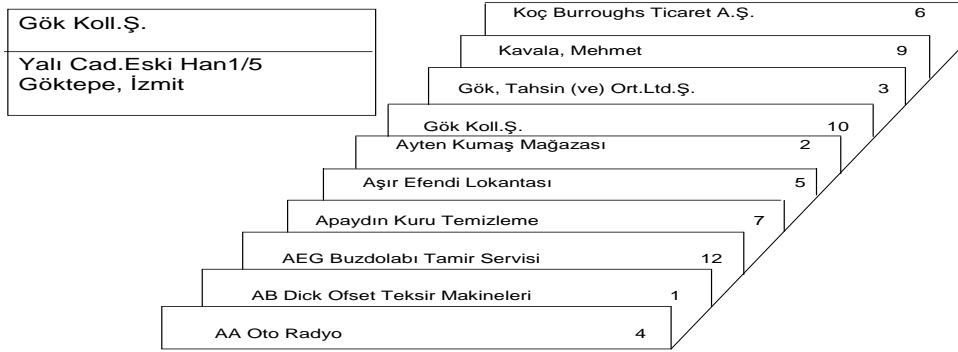 Gök Koll.Ş.
Yalı Cad.Eski Han1/5
Göktepe, İzmit
Koç Burroughs Ticaret A.Ş. 6
Kavala, Mehmet 9
Gök, Tahsin (ve) Ort.Ltd.Ş. 3
Gök Koll.Ş. 10
Ayten Kumaş Mağazası 2
Aşır Efendi Lokantası 5
Apaydın Kuru Temizleme 7
AEG Buzdolabı Tamir Servisi 12
AB Dick Ofset Teksir Makineleri 1
AA Oto Radyo 4